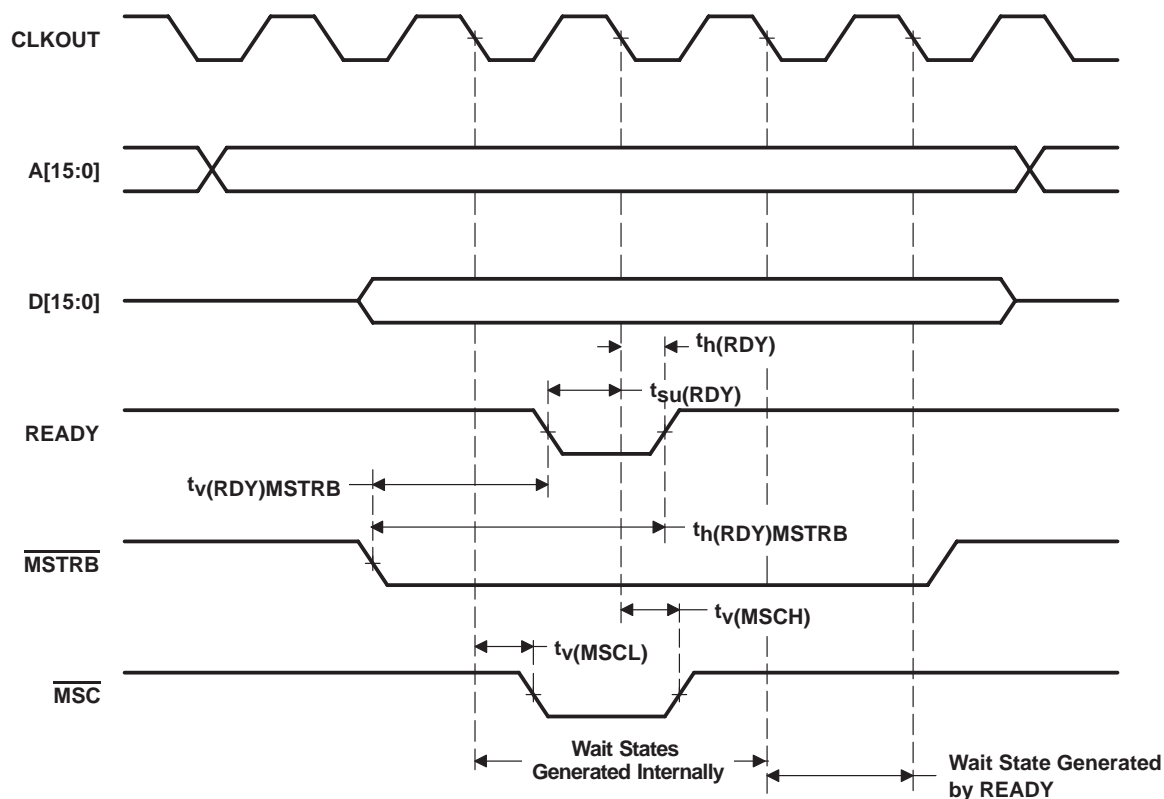 CLKOUT
A[15:0]
D[15:0]
th(RDY)
tsu(RDY)
READY
tv(RDY)MSTRB
th(RDY)MSTRB
MSTRB
tv(MSCH)
tv(MSCL)
MSC
Wait States
Generated Internally
Wait State Generated
by READY